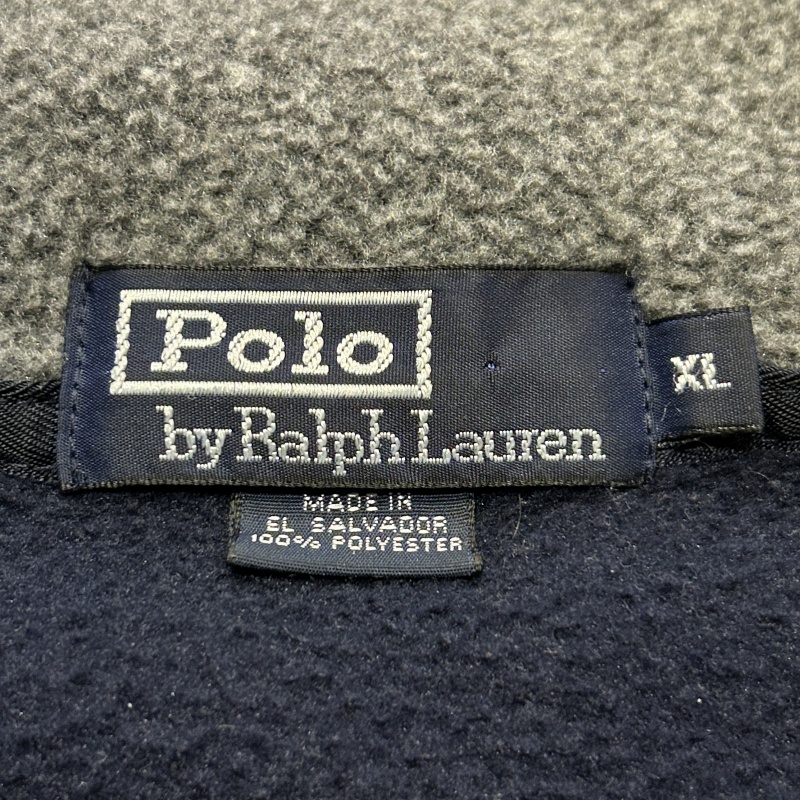 Polo
by Ralph Lauren
XL
MADE IN
EL SALVADOR
100% POLYESTER